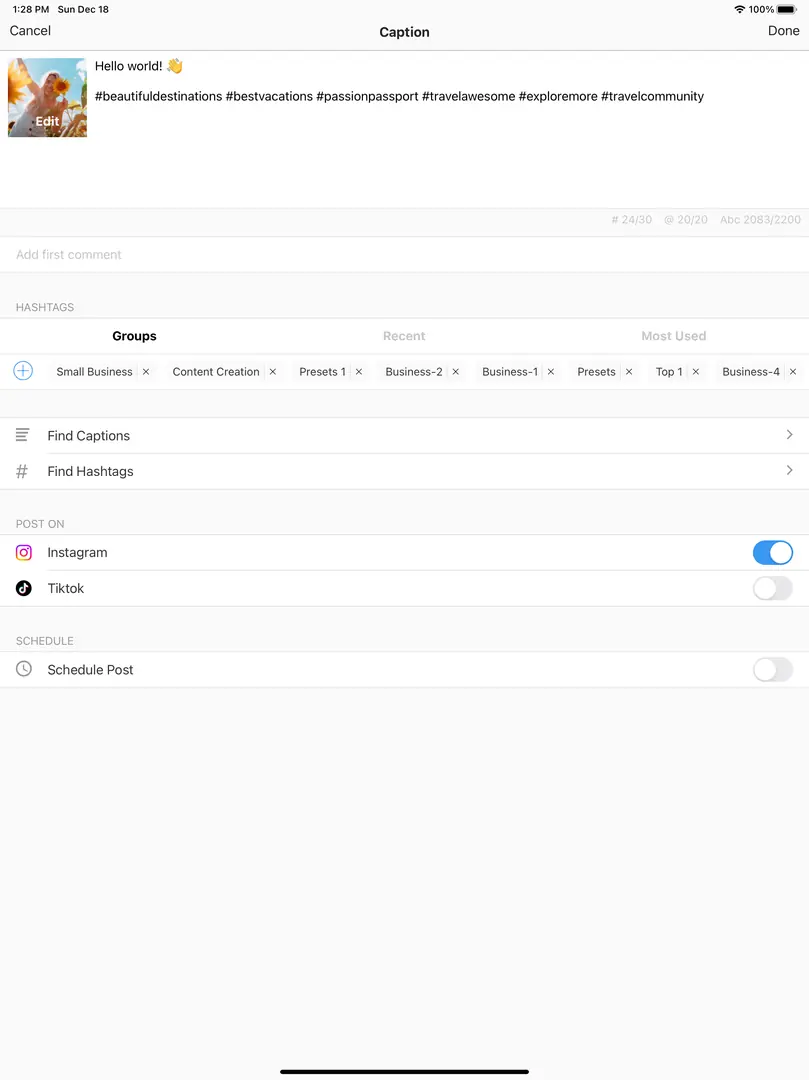 1:28 PM Sun Dec 18 100%
Cancel Caption Done
Hello world! 👋
#beautifuldestinations #bestvacations #passionpassport #travelawesome #exploremore #travelcommunity
Edit
# 24/30 @ 20/20 Abc 2083/2200
Add first comment
HASHTAGS
Groups Recent Most Used
Small Business × Content Creation × Presets 1 × Business-2 × Business-1 × Presets × Top 1 × Business-4 ×
Find Captions
# Find Hashtags
POST ON
Instagram
Tiktok
SCHEDULE
Schedule Post